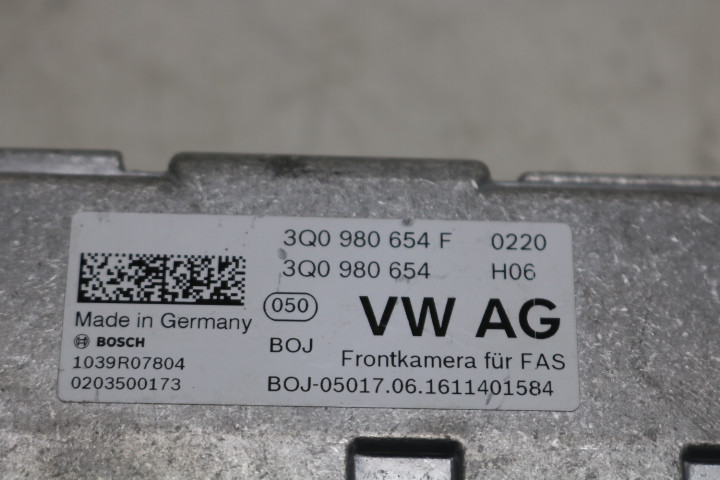 3Q0 980 654 F 0220
3Q0 980 654 H06
050 VW AG
Made in Germany
BOSCH BOJ Frontkamera für FAS
1039R07804
0203500173 BOJ-05017.06.1611401584